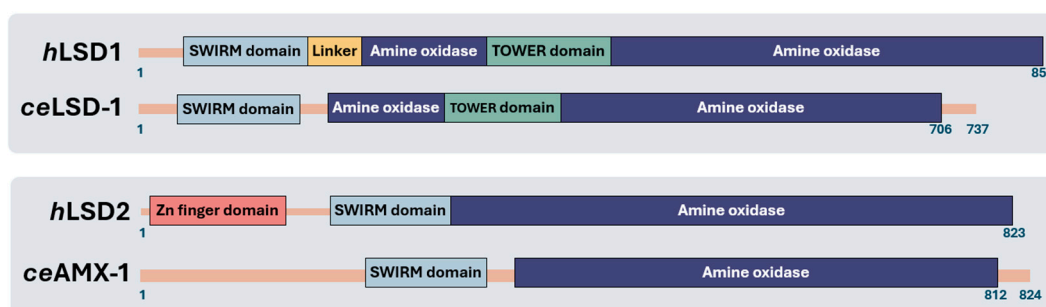 hLSD1 SWIRM domain Linker Amine oxidase TOWER domain Amine oxidase
1 85
ceLSD-1 SWIRM domain Amine oxidase TOWER domain Amine oxidase
1 706 737
hLSD2 Zn finger domain SWIRM domain Amine oxidase
1 823
ceAMX-1 SWIRM domain Amine oxidase
1 812 824